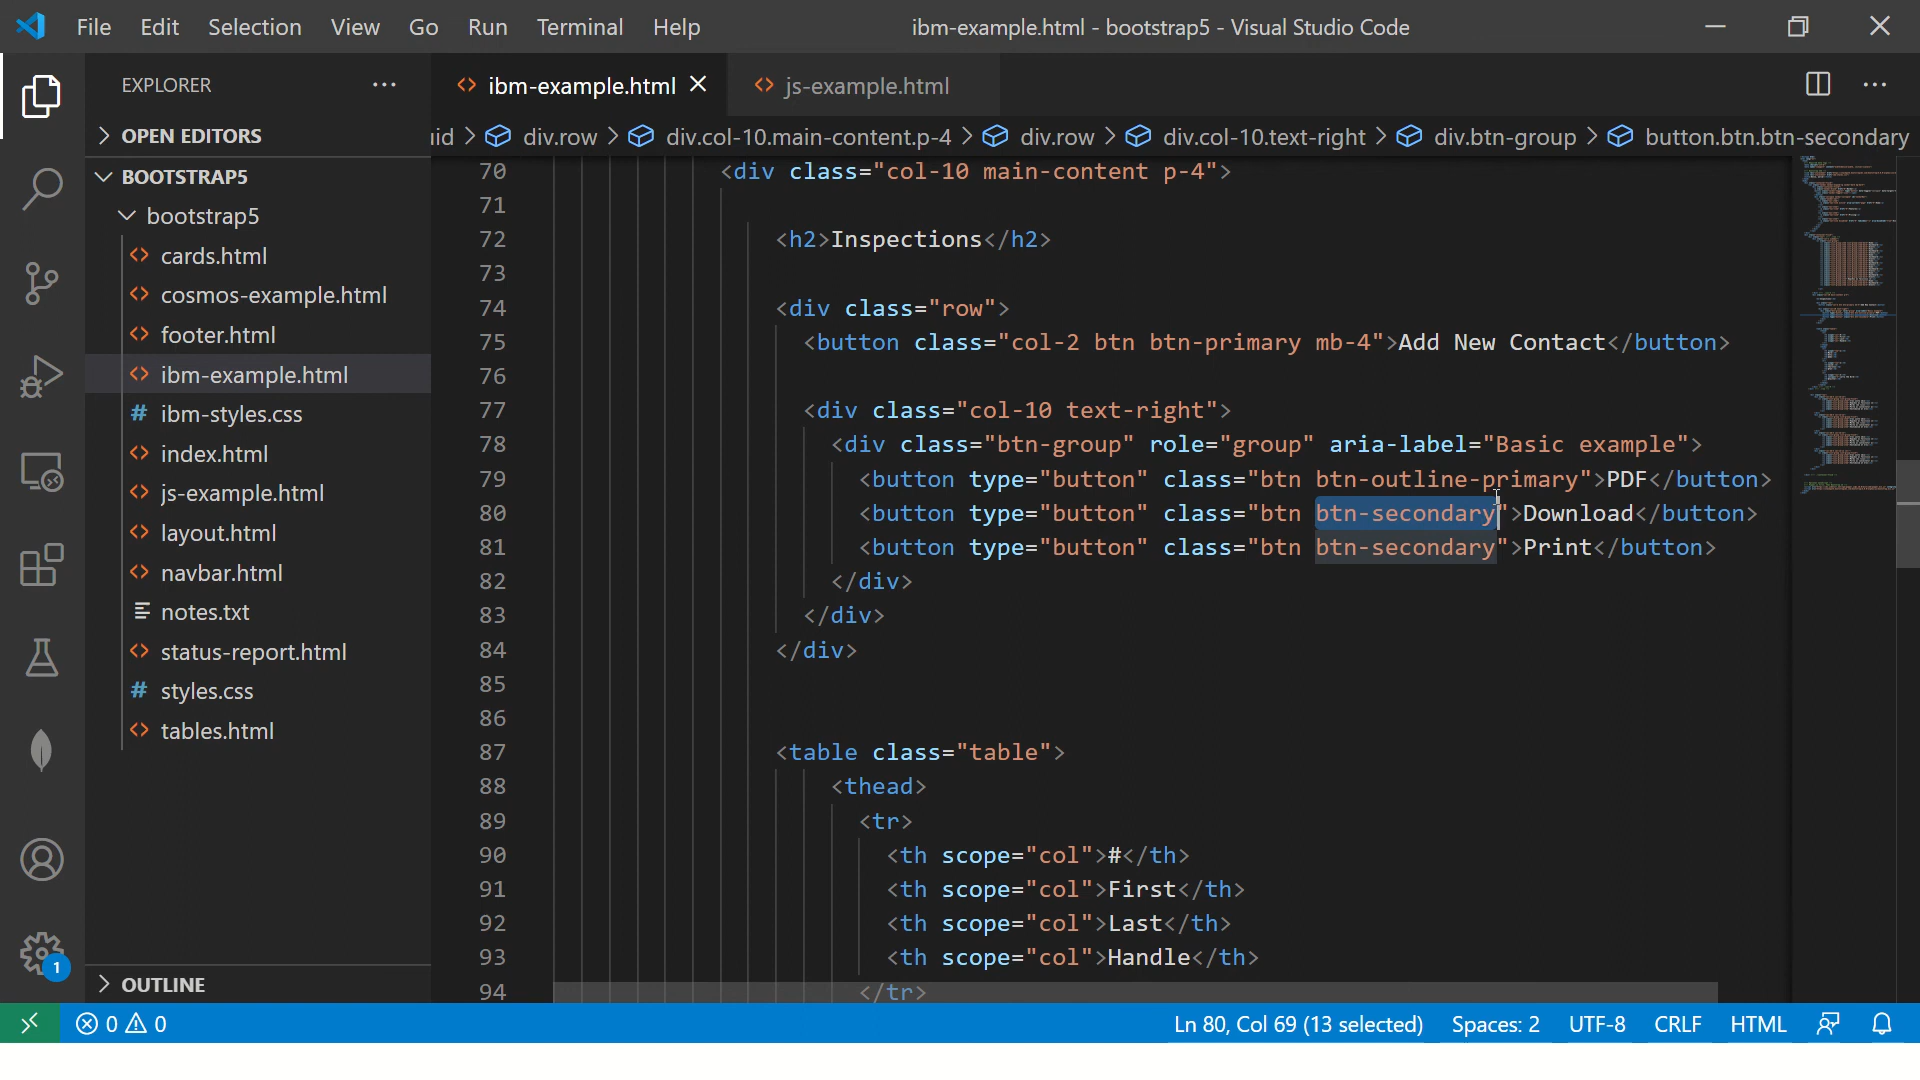 File Edit Selection View Go Run Terminal Help
ibm-example.html - bootstrap5 - Visual Studio Code
EXPLORER
ibm-example.html
js-example.html
OPEN EDITORS
uid > div.row > div.col-10.main-content.p-4 > div.row > div.col-10.text-right > div.btn-group > button.btn.btn-secondary
BOOTSTRAP5
bootstrap5
cards.html
cosmos-example.html
footer.html
ibm-example.html
# ibm-styles.css
index.html
js-example.html
layout.html
navbar.html
notes.txt
status-report.html
# styles.css
tables.html
OUTLINE
70 <div class="col-10 main-content p-4">
71
72 <h2>Inspections</h2>
73
74 <div class="row">
75 <button class="col-2 btn btn-primary mb-4">Add New Contact</button>
76
77 <div class="col-10 text-right">
78 <div class="btn-group" role="group" aria-label="Basic example">
79 <button type="button" class="btn btn-outline-primary">PDF</button>
80 <button type="button" class="btn btn-secondary">Download</button>
81 <button type="button" class="btn btn-secondary">Print</button>
82 </div>
83 </div>
84 </div>
85
86
87 <table class="table">
88 <thead>
89 <tr>
90 <th scope="col">#</th>
91 <th scope="col">First</th>
92 <th scope="col">Last</th>
93 <th scope="col">Handle</th>
94 </tr>
1
0 0
Ln 80, Col 69 (13 selected) Spaces: 2 UTF-8 CRLF HTML